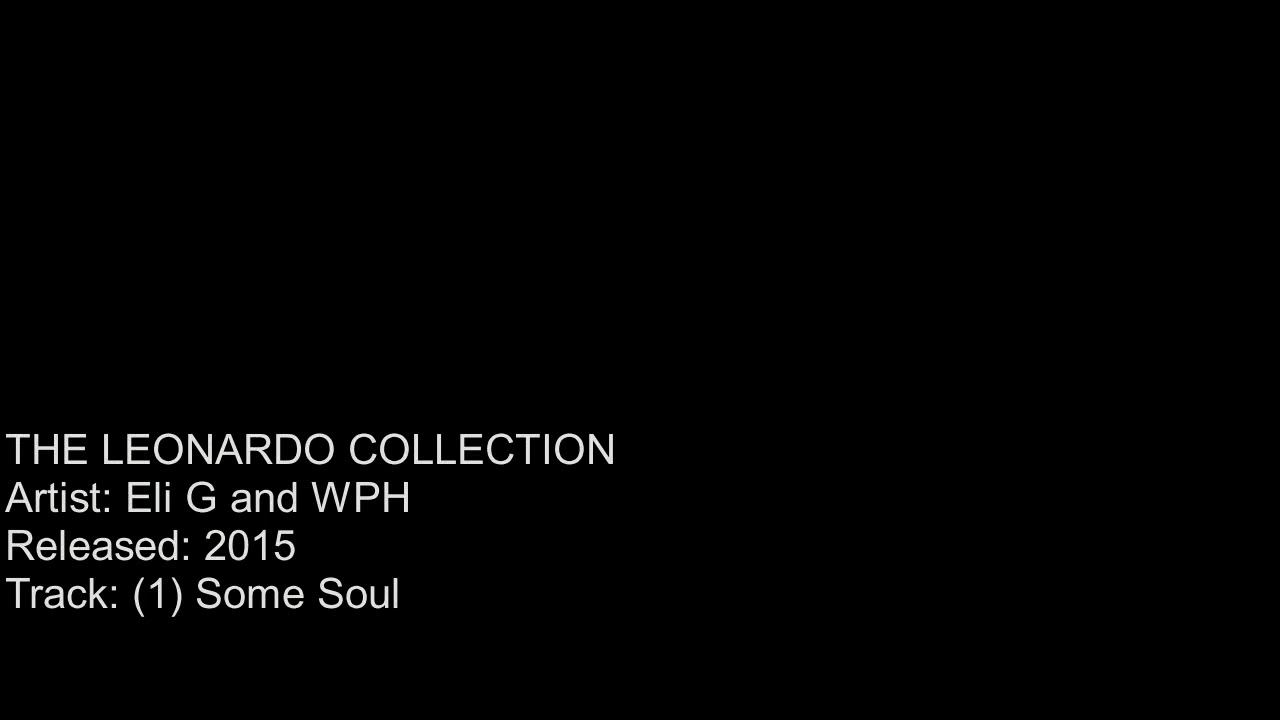 THE LEONARDO COLLECTION
Artist: Eli G and WPH
Released: 2015
Track: (1) Some Soul